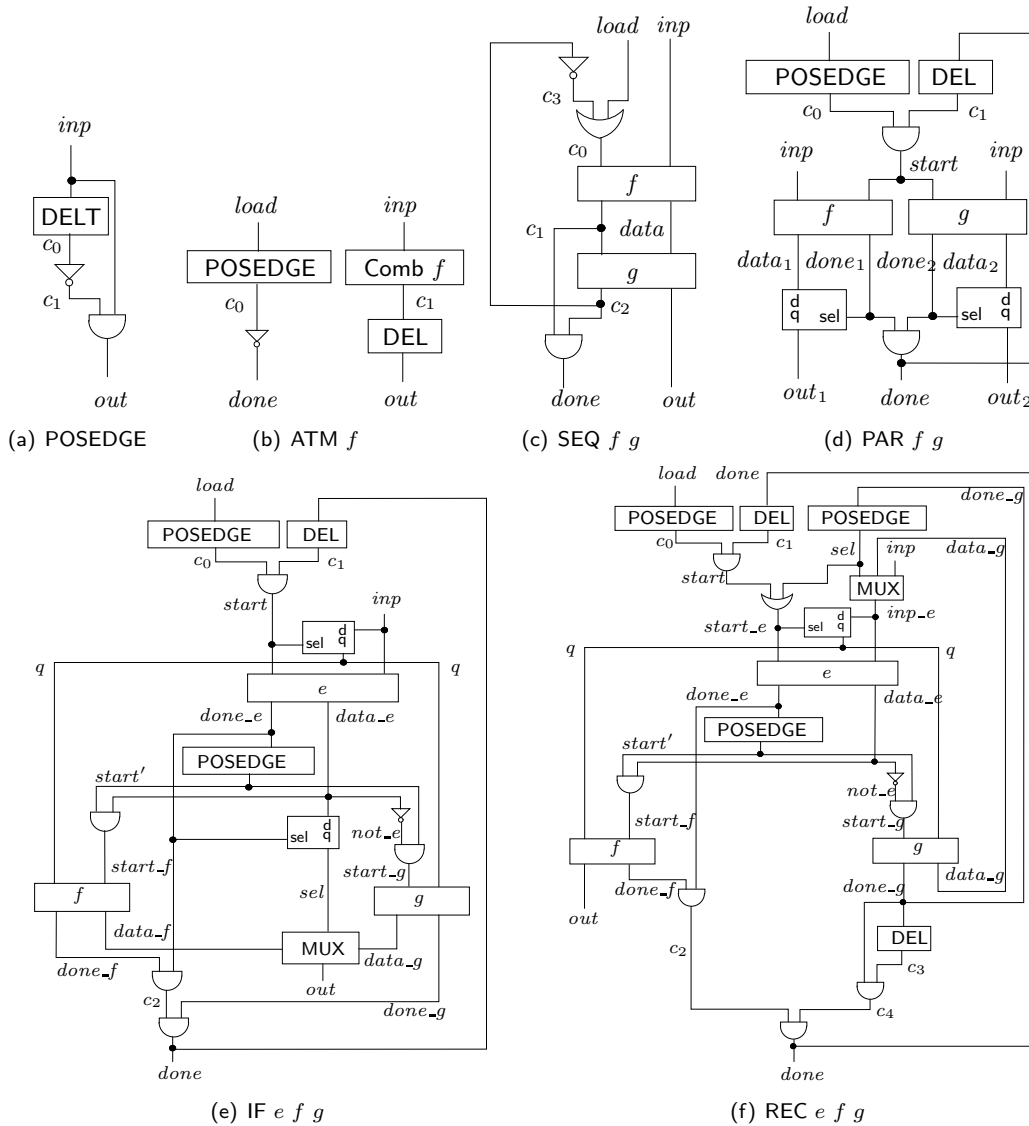 inp
DELT
c0
c1
out
(a) POSEDGE
load inp
POSEDGE Comb f
c0 c1
DEL
done out
(b) ATM f
load inp
c3
c0
f
c1 data
g
c2
done out
(c) SEQ f g
load
POSEDGE DEL
c0 c1
inp start inp
f g
data1 done1 done2 data2
d q sel sel d q
out1 done out2
(d) PAR f g
load
POSEDGE DEL
c0 c1
start inp
sel d q
q q
e
done_e data_e
POSEDGE
start′
sel d q not_e
start_f sel start_g
f g
data_f MUX data_g
done_f out
c2 done_g
done
(e) IF e f g
load done done_g
POSEDGE DEL POSEDGE
c0 c1 sel inp data_g
start MUX
start_e sel d q inp_e
q q
e
done_e data_e
POSEDGE
start′
not_e
start_f start_g
f g
done_f done_g data_g
out
c2 DEL
c3
c4
done
(f) REC e f g